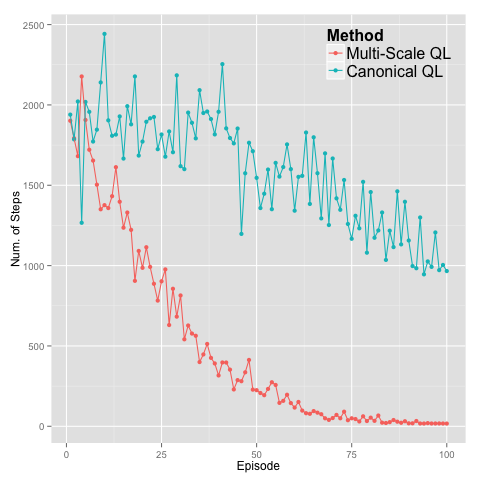 Method
Multi-Scale QL
Canonical QL
2500
2000
1500
1000
500
0
Num. of Steps
0 25 50 75 100
Episode